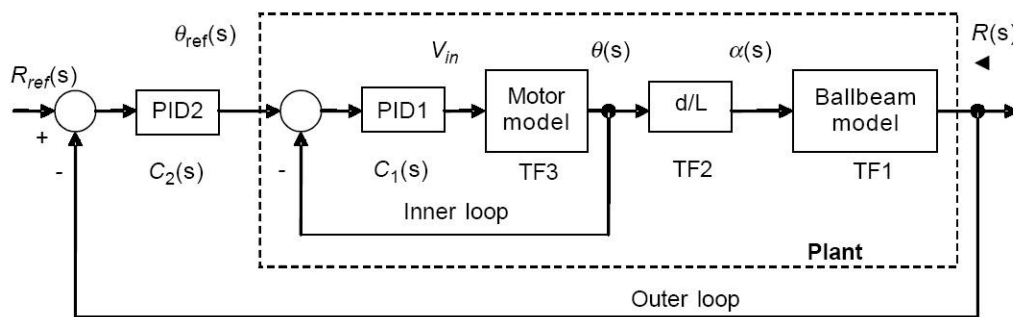 θref(s)
Vin
θ(s)
α(s)
R(s)
Rref(s)
PID2
PID1
Motor
model
d/L
Ballbeam
model
+
-
C2(s)
-
C1(s)
TF3
TF2
TF1
Inner loop
Plant
Outer loop